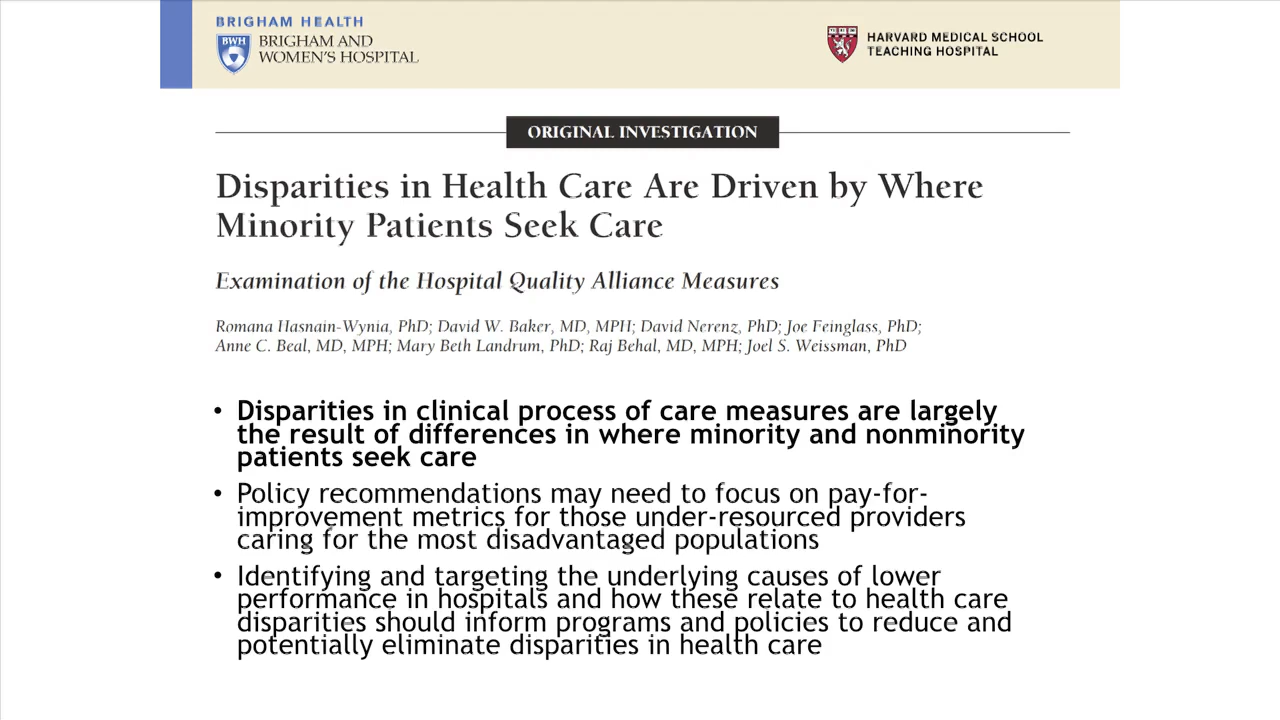 BRIGHAM HEALTH
BWH
BRIGHAM AND
WOMEN'S HOSPITAL
HARVARD MEDICAL SCHOOL
TEACHING HOSPITAL
ORIGINAL INVESTIGATION
Disparities in Health Care Are Driven by Where
Minority Patients Seek Care
Examination of the Hospital Quality Alliance Measures
Romana Hasnain-Wynia, PhD; David W. Baker, MD, MPH; David Nerenz, PhD; Joe Feinglass, PhD;
Anne C. Beal, MD, MPH; Mary Beth Landrum, PhD; Raj Behal, MD, MPH; Joel S. Weissman, PhD
• Disparities in clinical process of care measures are largely
the result of differences in where minority and nonminority
patients seek care
• Policy recommendations may need to focus on pay-for-
improvement metrics for those under-resourced providers
caring for the most disadvantaged populations
• Identifying and targeting the underlying causes of lower
performance in hospitals and how these relate to health care
disparities should inform programs and policies to reduce and
potentially eliminate disparities in health care